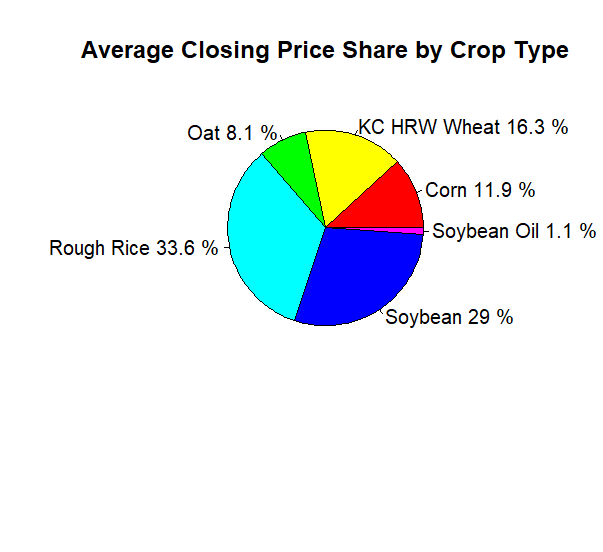 Average Closing Price Share by Crop Type
KC HRW Wheat 16.3 %
Oat 8.1 %
Corn 11.9 %
Soybean Oil 1.1 %
Rough Rice 33.6 %
Soybean 29 %